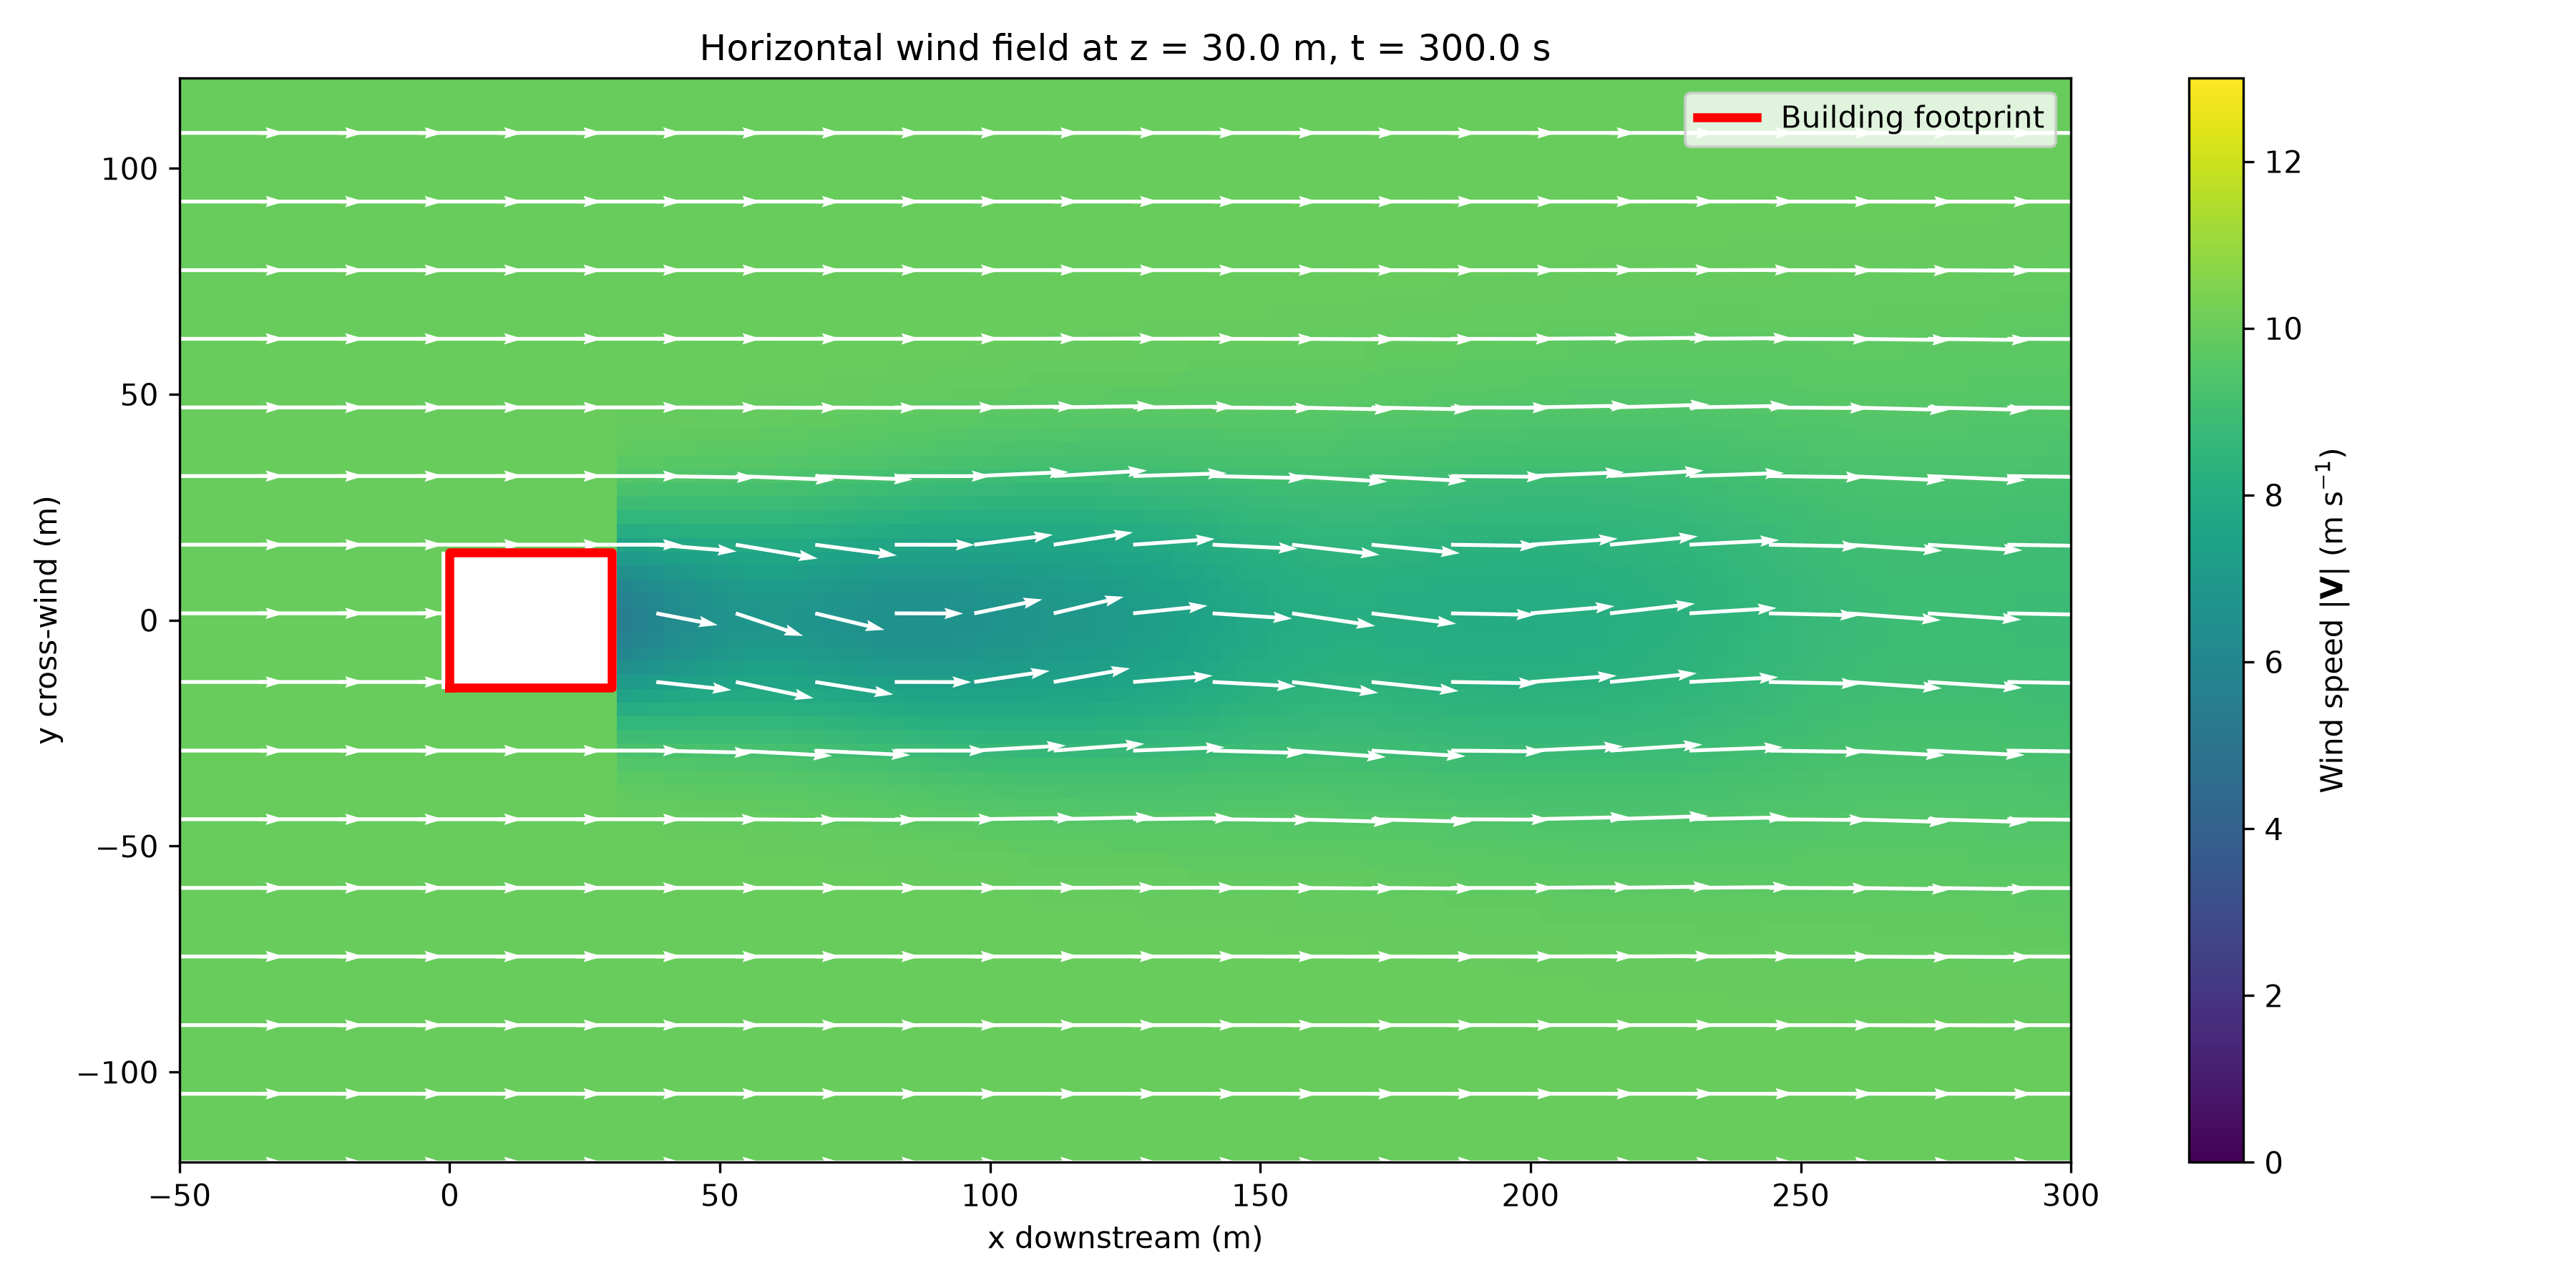 Horizontal wind field at z = 30.0 m, t = 300.0 s
Building footprint
100
50
0
−50
−100
y cross-wind (m)
−50 0 50 100 150 200 250 300
x downstream (m)
12
10
8
6
4
2
0
Wind speed |V| (m s⁻¹)